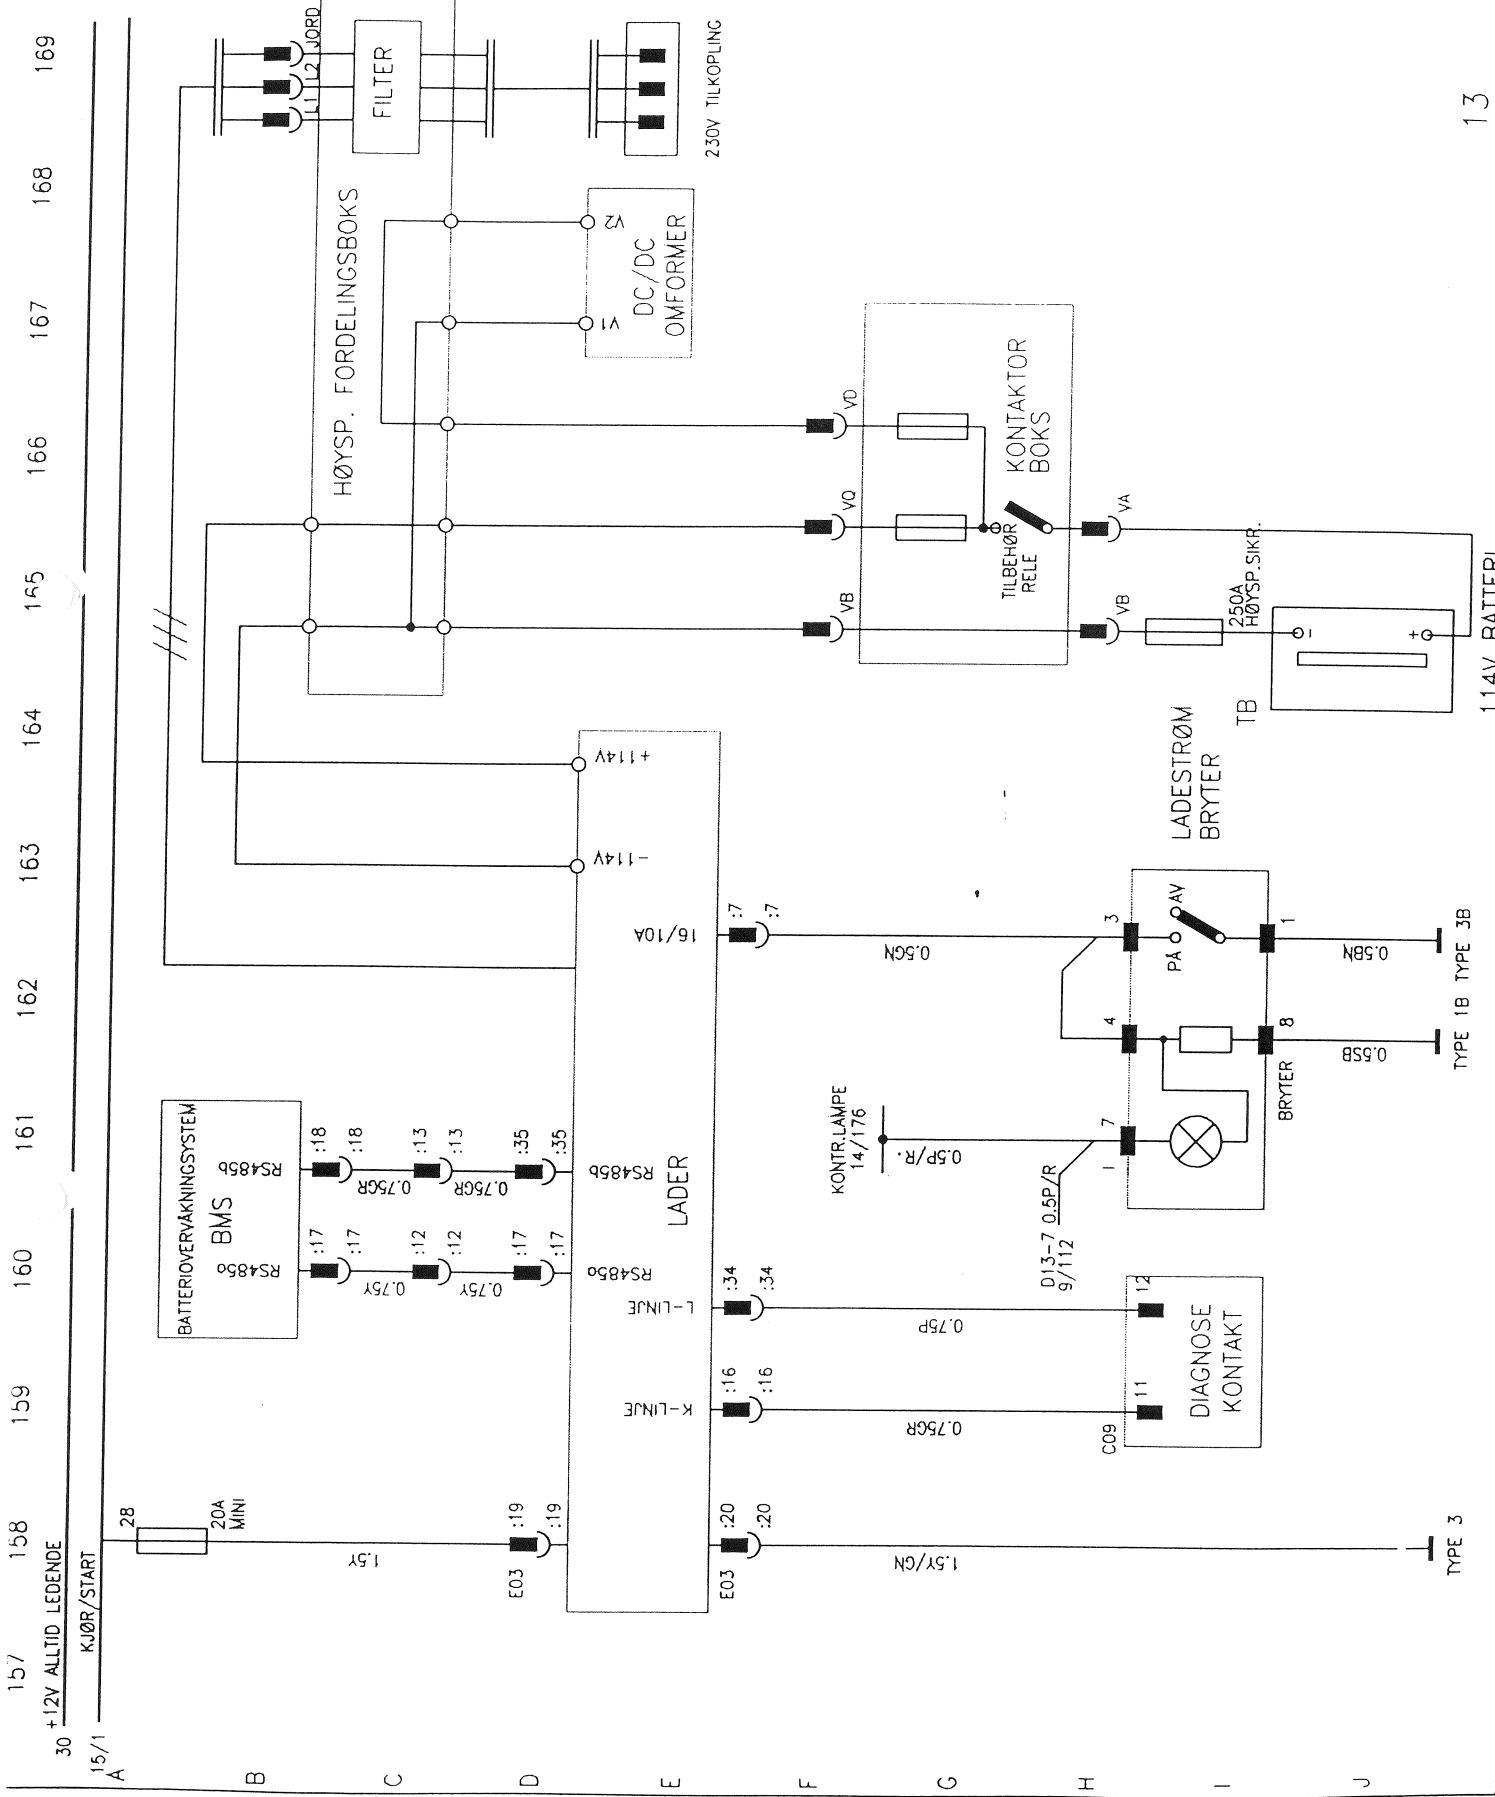 157
158
159
160
161
162
163
164
165
166
167
168
169
30 +12V ALLTID LEDENDE
15/1 KJØR/START
A
B
C
D
E
F
G
H
I
J
28
20A
MINI
1.5Y
E03
:19
:19
BATTERIOVERVÅKNINGSYSTEM
BMS
RS485a
RS485b
:17
:17
:18
:18
0.75Y
0.75GR
:12
:12
:13
:13
0.75Y
0.75GR
:17
:17
:35
:35
RS485a
RS485b
LADER
K-LINJE
L-LINJE
16/10A
-114V
+114V
E03
:20
:20
:16
:16
:34
:34
:7
:7
1.5Y/GN
0.75GR
0.75P
0.5P/R.
0.5GN
TYPE 3
C09
11
12
DIAGNOSE
KONTAKT
D13-7 0.5P/R
9/112
KONTR.LAMPE
14/176
7
4
3
PÅ
AV
8
1
BRYTER
LADESTRØM
BRYTER
0.5SB
0.5BN
TYPE 1B
TYPE 3B
HØYSP. FORDELINGSBOKS
L1
L2
JORD
FILTER
230V TILKOPLING
V1
V2
DC/DC
OMFORMER
VB
VQ
VD
KONTAKTOR
BOKS
TILBEHØR
RELE
VB
VA
250A
HØYSP.SIKR.
TB
-
+
114V BATTERI
13